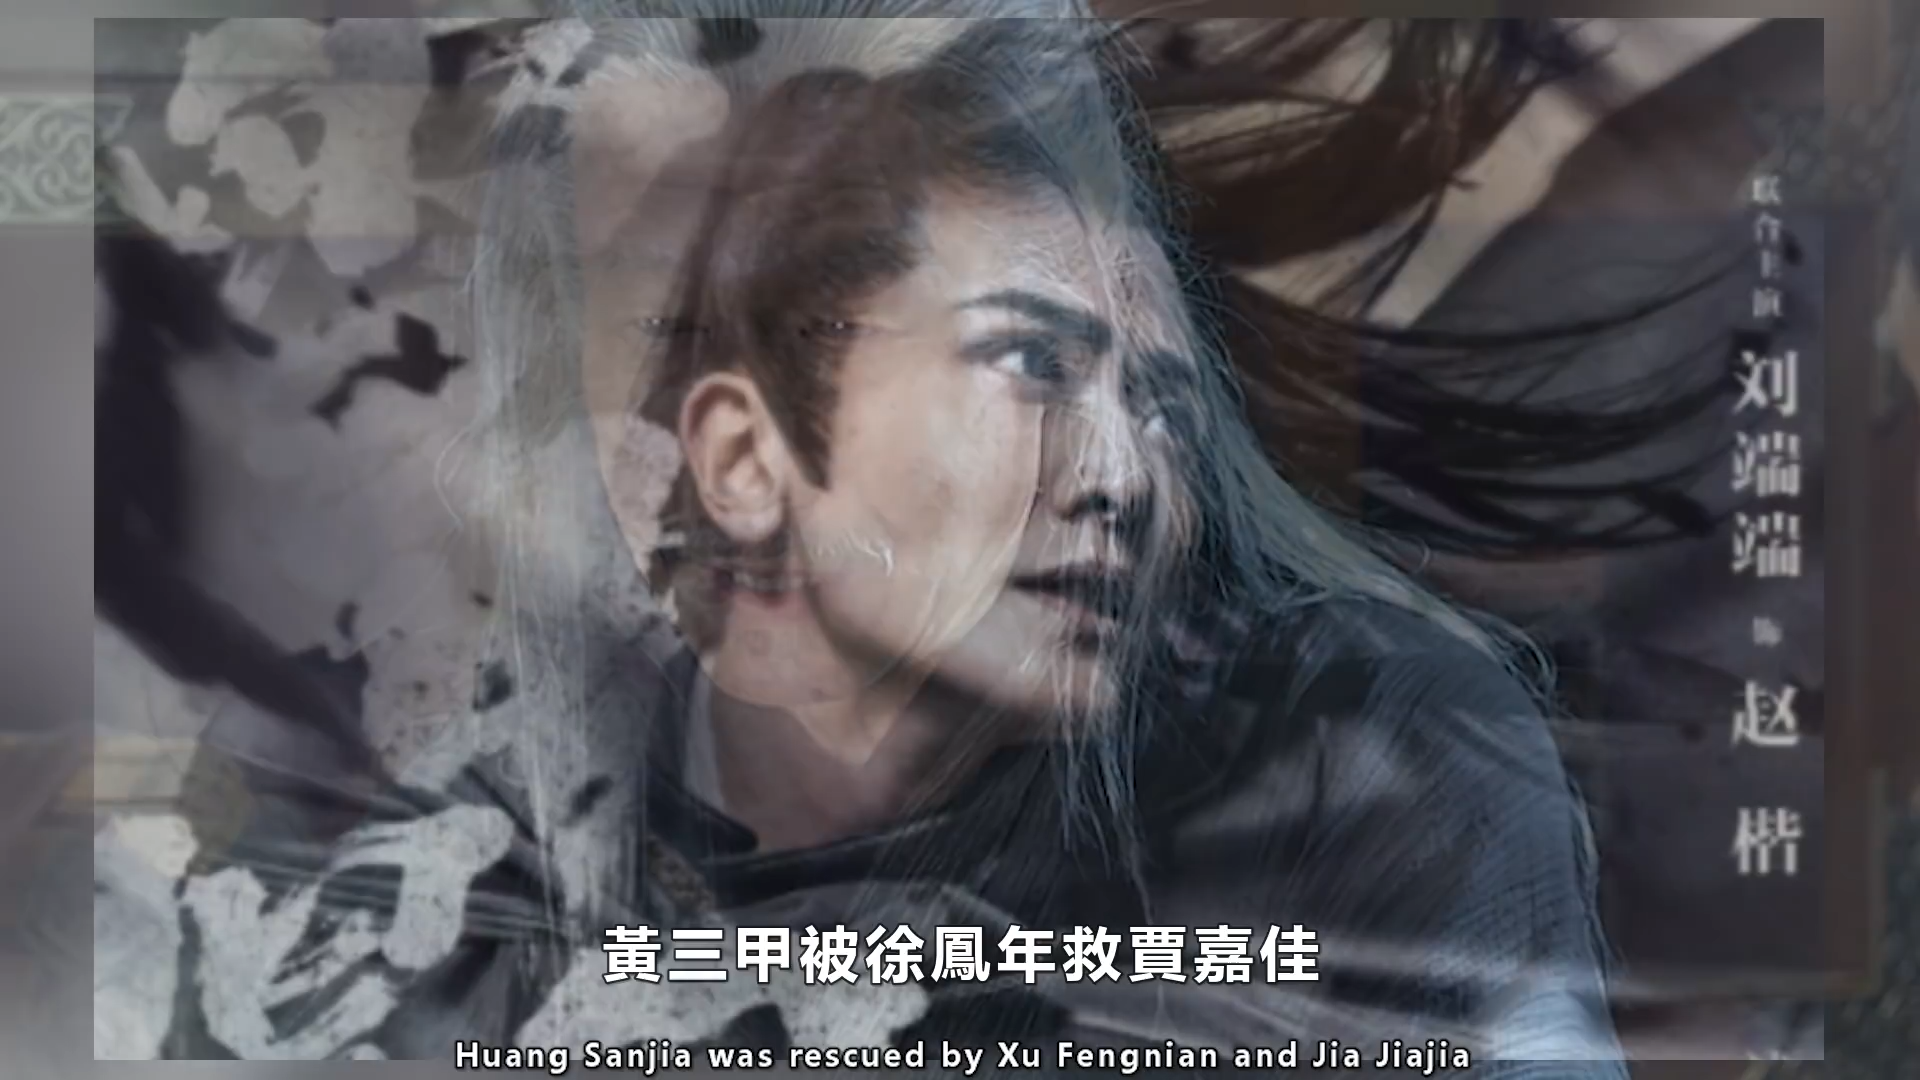 联合主演
刘端端
饰
赵楷
黃三甲被徐鳳年救賈嘉佳
Huang Sanjia was rescued by Xu Fengnian and Jia Jiajia